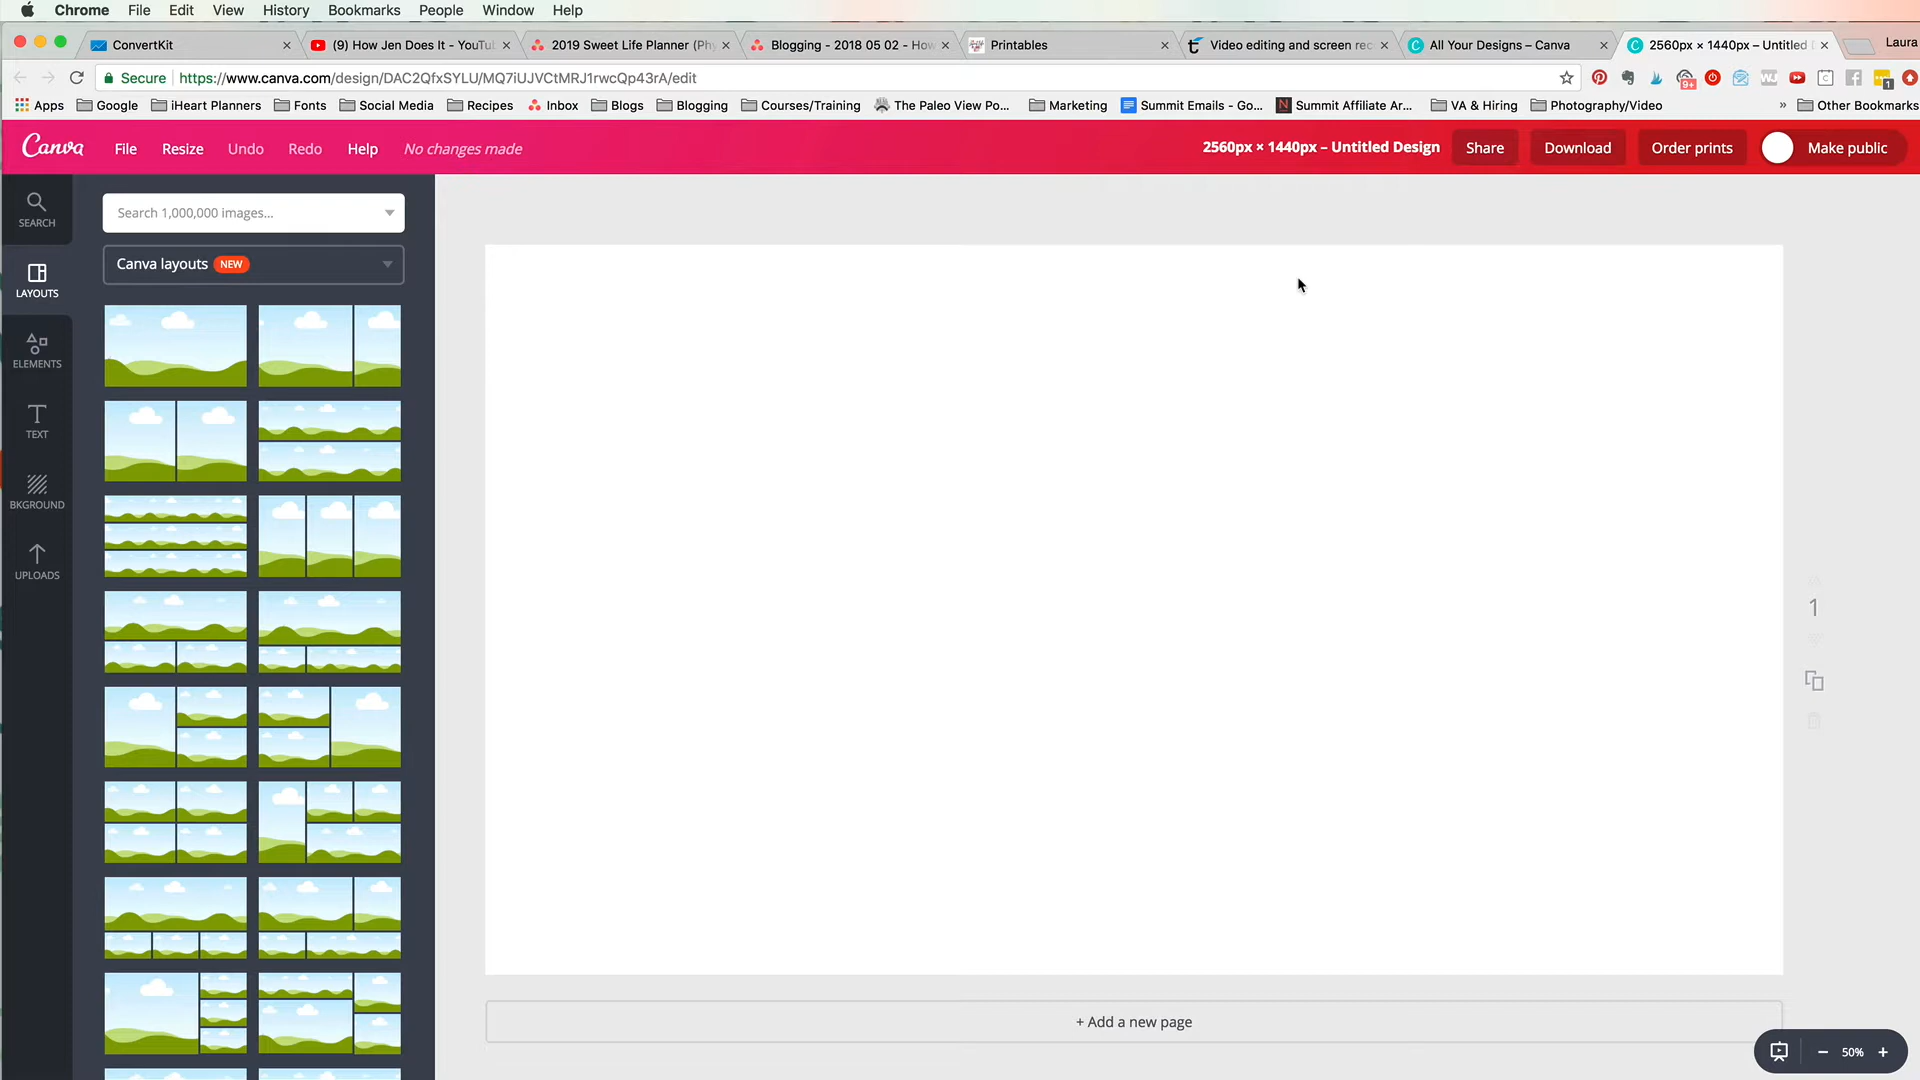 Chrome File Edit View History Bookmarks People Window Help
ConvertKit
(9) How Jen Does It - YouTu
2019 Sweet Life Planner (Phy
Blogging - 2018 05 02 - How
Printables
Video editing and screen rec
All Your Designs – Canva
2560px × 1440px – Untitled
Laura
Secure https://www.canva.com/design/DAC2QfxSYLU/MQ7iUJVCtMRJ1rwcQp43rA/edit
9+
1
Apps Google iHeart Planners Fonts Social Media Recipes Inbox Blogs Blogging Courses/Training The Paleo View Po... Marketing Summit Emails - Go... Summit Affiliate Ar... VA & Hiring Photography/Video » Other Bookmarks
Canva File Resize Undo Redo Help No changes made 2560px × 1440px – Untitled Design Share Download Order prints Make public
SEARCH
LAYOUTS
ELEMENTS
TEXT
BKGROUND
UPLOADS
Search 1,000,000 images...
Canva layouts NEW
1
+ Add a new page
50%